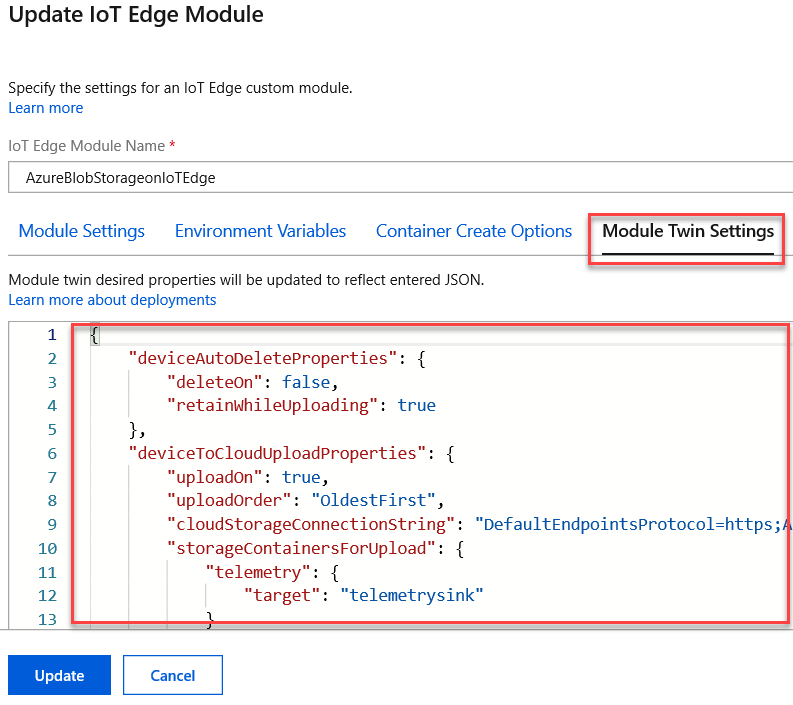 Update IoT Edge Module
Specify the settings for an IoT Edge custom module.
Learn more
IoT Edge Module Name *
AzureBlobStorageonIoTEdge
Module Settings Environment Variables Container Create Options Module Twin Settings
Module twin desired properties will be updated to reflect entered JSON.
Learn more about deployments
1 {
2 "deviceAutoDeleteProperties": {
3 "deleteOn": false,
4 "retainWhileUploading": true
5 },
6 "deviceToCloudUploadProperties": {
7 "uploadOn": true,
8 "uploadOrder": "OldestFirst",
9 "cloudStorageConnectionString": "DefaultEndpointsProtocol=https;A
10 "storageContainersForUpload": {
11 "telemetry": {
12 "target": "telemetrysink"
13 }
Update Cancel